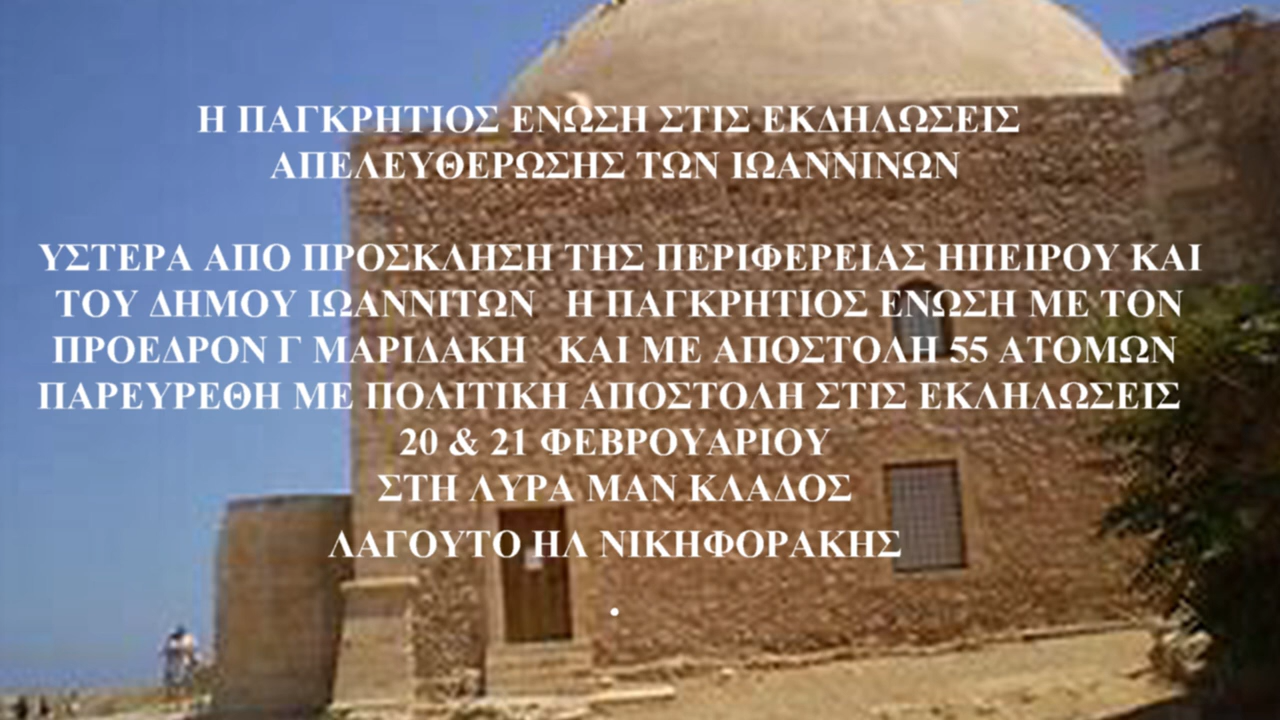 Η ΠΑΓΚΡΗΤΙΟΣ ΕΝΩΣΗ ΣΤΙΣ ΕΚΔΗΛΩΣΕΙΣ
ΑΠΕΛΕΥΘΕΡΩΣΗΣ ΤΩΝ ΙΩΑΝΝΙΝΩΝ
ΥΣΤΕΡΑ ΑΠΟ ΠΡΟΣΚΛΗΣΗ ΤΗΣ ΠΕΡΙΦΕΡΕΙΑΣ ΗΠΕΙΡΟΥ ΚΑΙ
ΤΟΥ ΔΗΜΟΥ ΙΩΑΝΝΙΤΩΝ Η ΠΑΓΚΡΗΤΙΟΣ ΕΝΩΣΗ ΜΕ ΤΟΝ
ΠΡΟΕΔΡΟΝ Γ ΜΑΡΙΔΑΚΗ ΚΑΙ ΜΕ ΑΠΟΣΤΟΛΗ 55 ΑΤΟΜΩΝ
ΠΑΡΕΥΡΕΘΗ ΜΕ ΠΟΛΙΤΙΚΗ ΑΠΟΣΤΟΛΗ ΣΤΙΣ ΕΚΛΗΛΩΣΕΙΣ
20 & 21 ΦΕΒΡΟΥΑΡΙΟΥ
ΣΤΗ ΛΥΡΑ ΜΑΝ ΚΛΑΔΟΣ
ΛΑΓΟΥΤΟ ΗΛ ΝΙΚΗΦΟΡΑΚΗΣ
.